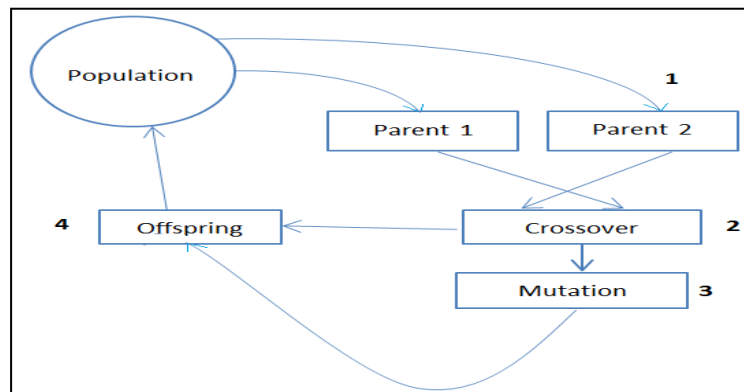 Population
1
Parent 1
Parent 2
4
Offspring
Crossover
2
Mutation
3